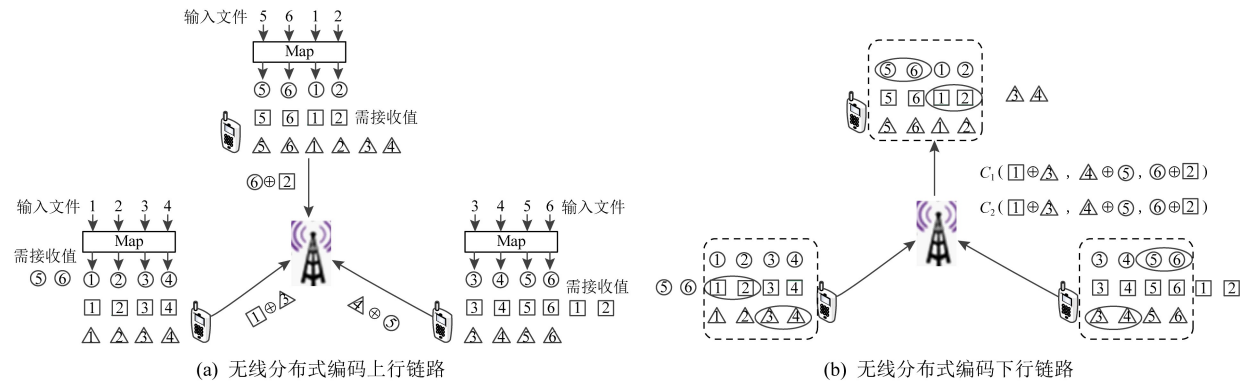 输入文件 5 6 1 2
Map
⑤ ⑥ ① ②
5 6 1 2 需接收值
5 6 1 2 3 4
⑥⊕2
输入文件 1 2 3 4
Map
需接收值
⑤ ⑥ ① ② ③ ④
1 2 3 4
1 2 3 4
1⊕3
3 4 5 6 输入文件
Map
③ ④ ⑤ ⑥ 需接收值
3 4 5 6 1 2
3 4 5 6
4⊕⑤
(a) 无线分布式编码上行链路
⑤ ⑥ ① ②
5 6 1 2 3 4
5 6 1 2
C1(1⊕3, 4⊕⑤, ⑥⊕2)
C2(1⊕3, 4⊕⑤, ⑥⊕2)
① ② ③ ④
⑤ ⑥ 1 2 3 4
1 2 3 4
③ ④ ⑤ ⑥
3 4 5 6 1 2
3 4 5 6
(b) 无线分布式编码下行链路